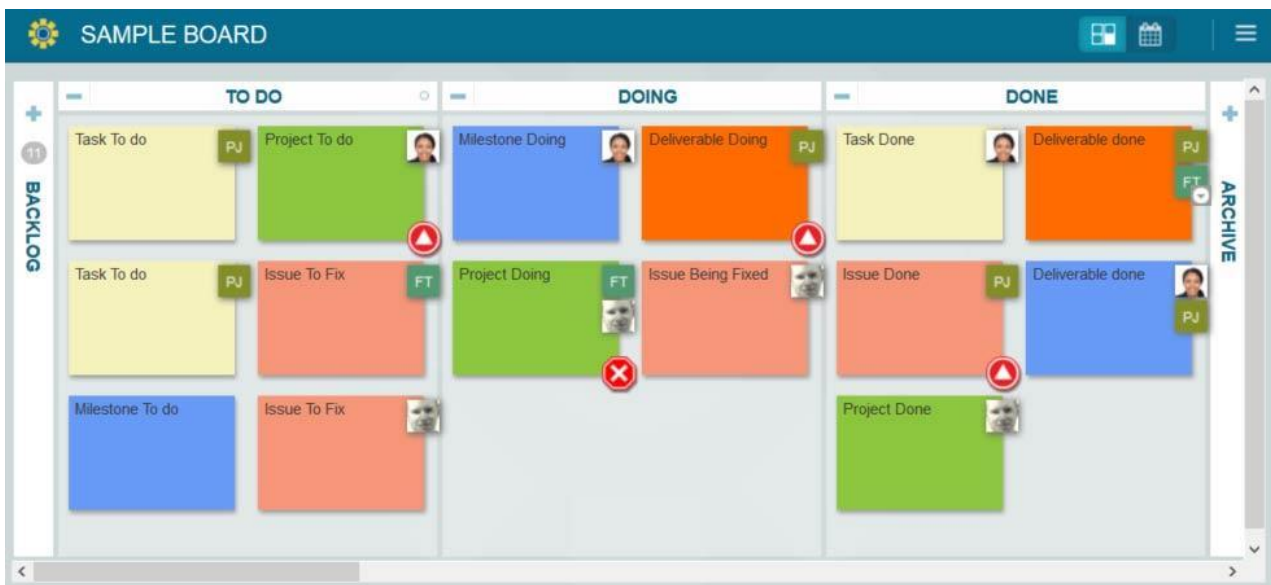 SAMPLE BOARD
TO DO
DOING
DONE
11
BACKLOG
Task To do
PJ
Project To do
Milestone Doing
Deliverable Doing
PJ
Task Done
Deliverable done
PJ
FT
Task To do
PJ
Issue To Fix
FT
Project Doing
FT
Issue Being Fixed
Issue Done
PJ
Deliverable done
PJ
Milestone To do
Issue To Fix
Project Done
ARCHIVE